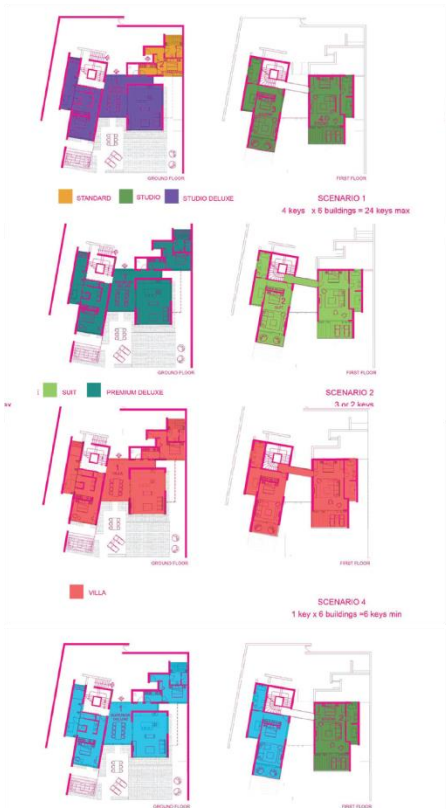 GROUND FLOOR
FIRST FLOOR
STANDARD STUDIO STUDIO DELUXE
SCENARIO 1
4 keys x 6 buildings = 24 keys max
GROUND FLOOR
FIRST FLOOR
SUIT PREMIUM DELUXE
SCENARIO 2
3 or 2 keys
GROUND FLOOR
FIRST FLOOR
VILLA
SCENARIO 4
1 key x 6 buildings =6 keys min
GROUND FLOOR
FIRST FLOOR